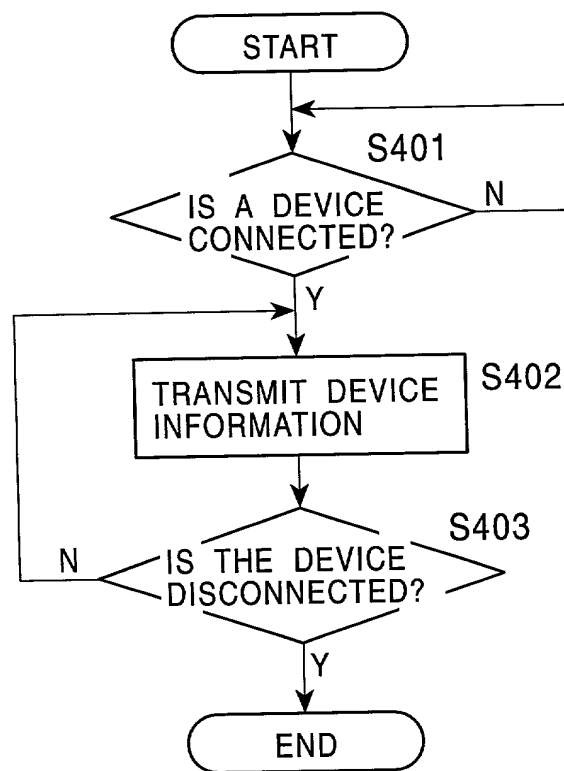 START
S401
IS A DEVICE
CONNECTED?
N
Y
TRANSMIT DEVICE
INFORMATION
S402
S403
IS THE DEVICE
DISCONNECTED?
N
Y
END